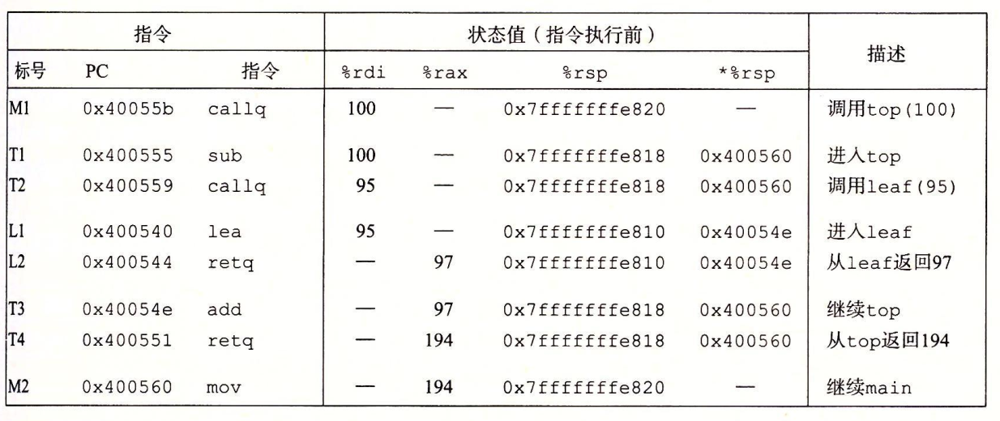 指令 状态值（指令执行前） 描述
标号 PC 指令 %rdi %rax %rsp *%rsp
M1 0x40055b callq 100 — 0x7fffffffe820 — 调用top(100)
T1 0x400555 sub 100 — 0x7fffffffe818 0x400560 进入top
T2 0x400559 callq 95 — 0x7fffffffe818 0x400560 调用leaf(95)
L1 0x400540 lea 95 — 0x7fffffffe810 0x40054e 进入leaf
L2 0x400544 retq — 97 0x7fffffffe810 0x40054e 从leaf返回97
T3 0x40054e add — 97 0x7fffffffe818 0x400560 继续top
T4 0x400551 retq — 194 0x7fffffffe818 0x400560 从top返回194
M2 0x400560 mov — 194 0x7fffffffe820 — 继续main